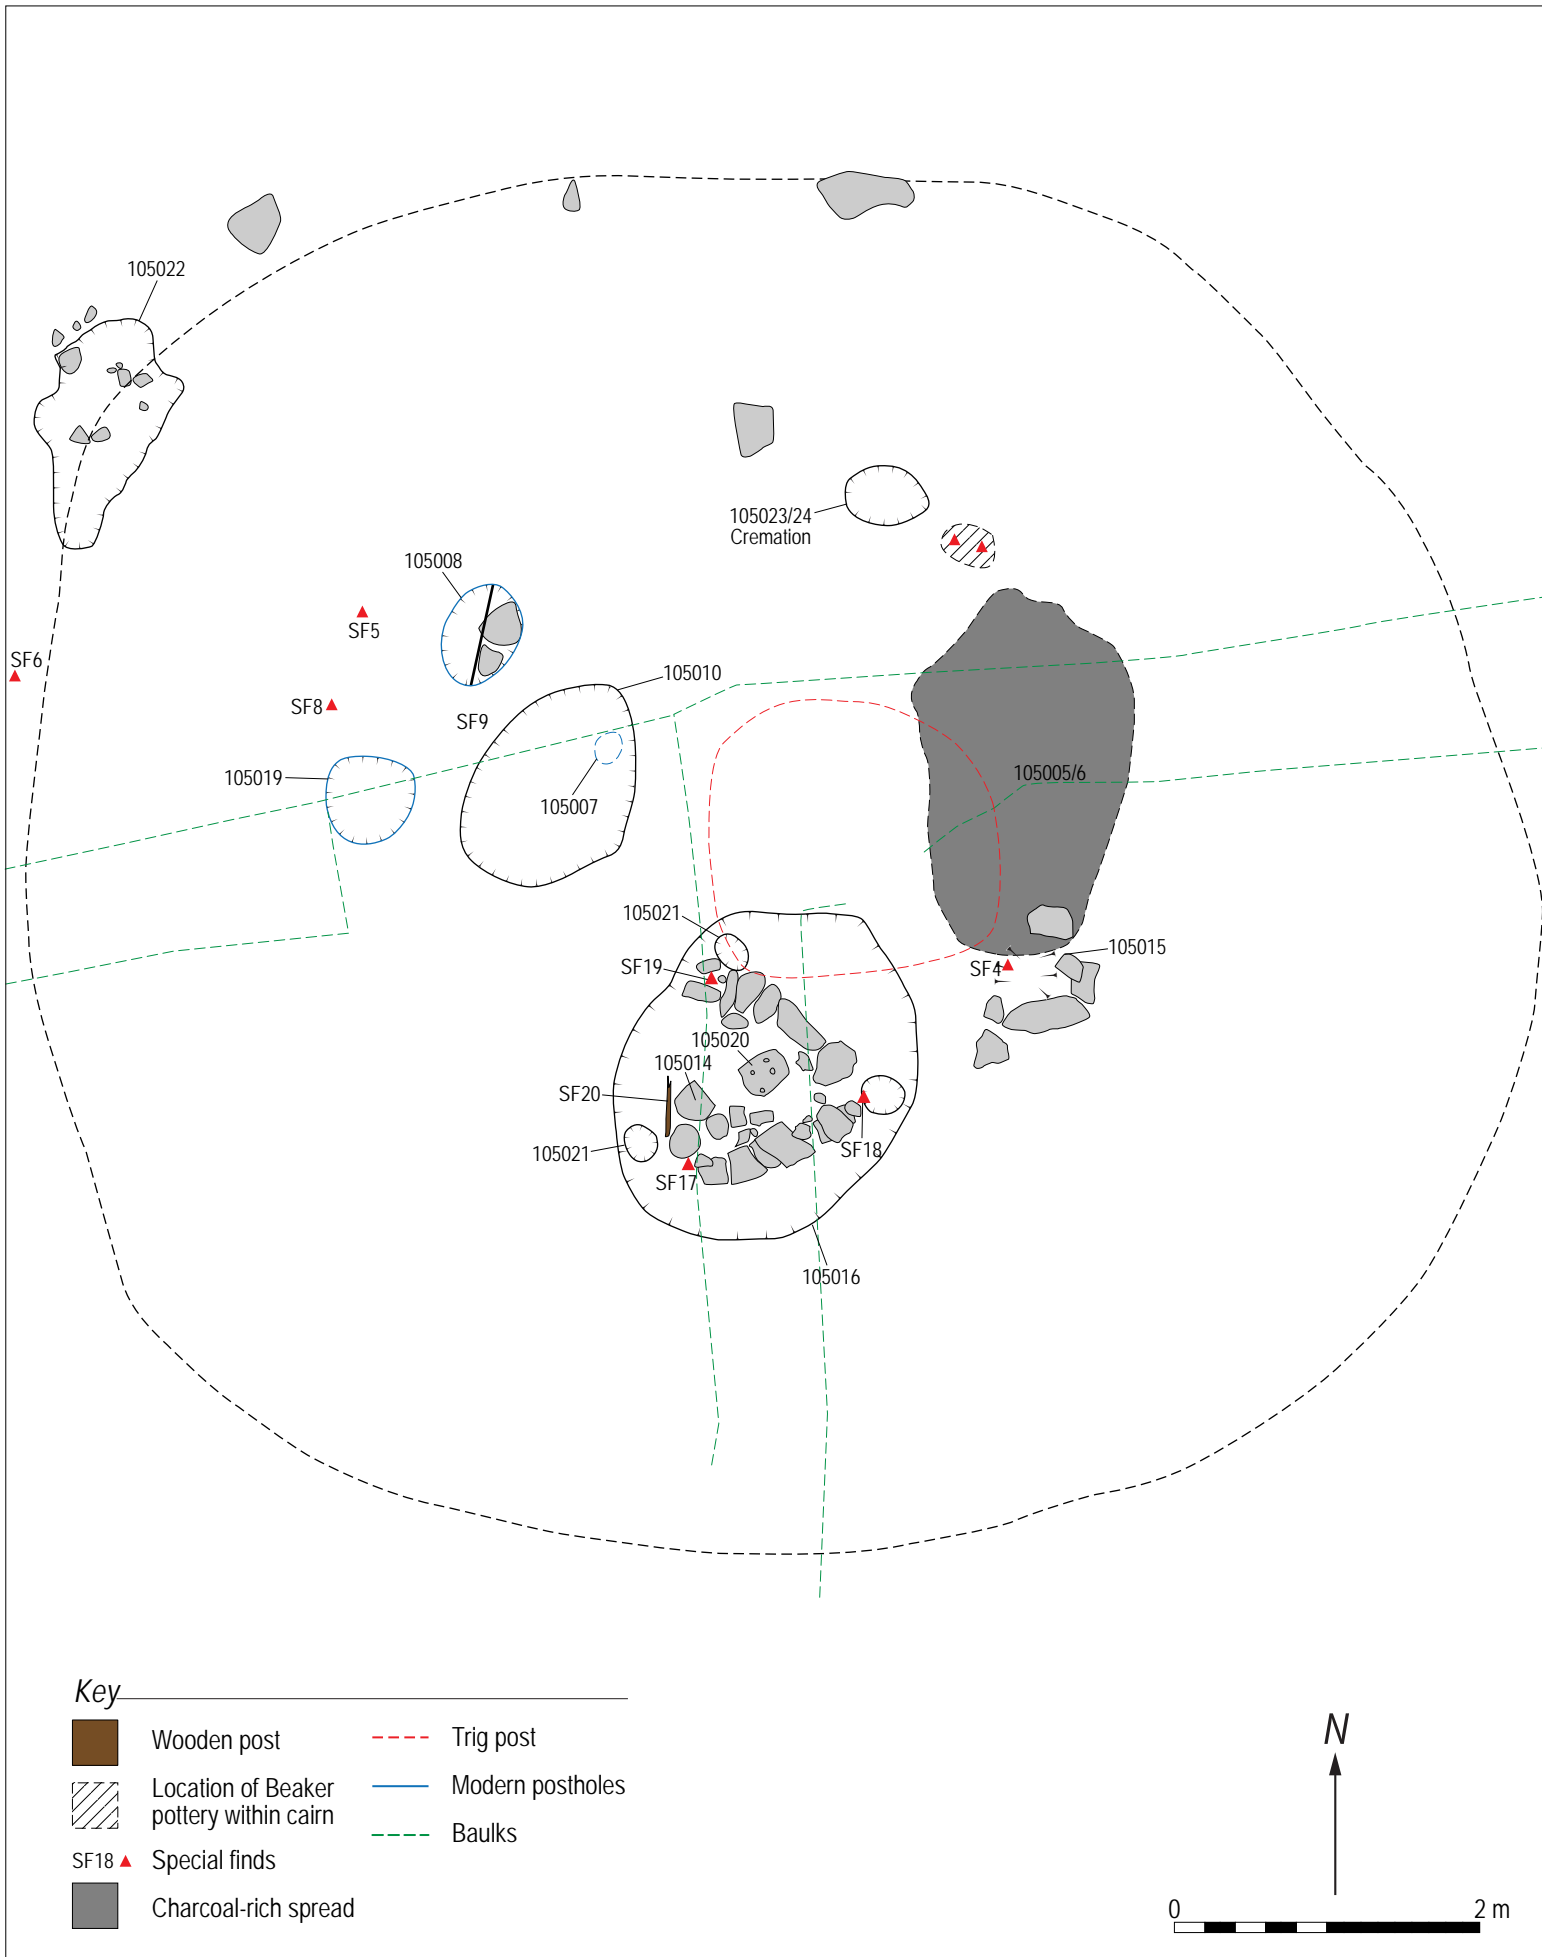 105022
105023/24
Cremation
105008
SF5
SF6
105010
SF8
SF9
105019
105007
105005/6
105021
105015
SF19
SF4
105020
105014
SF20
105021
SF18
SF17
105016
Key
Wooden post
Location of Beaker
pottery within cairn
SF18 Special finds
Charcoal-rich spread
Trig post
Modern postholes
Baulks
N
0 2 m